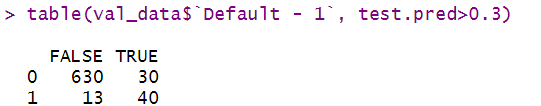 > table(val_data$`Default - 1`, test.pred>0.3)
FALSE TRUE
0 630 30
1 13 40